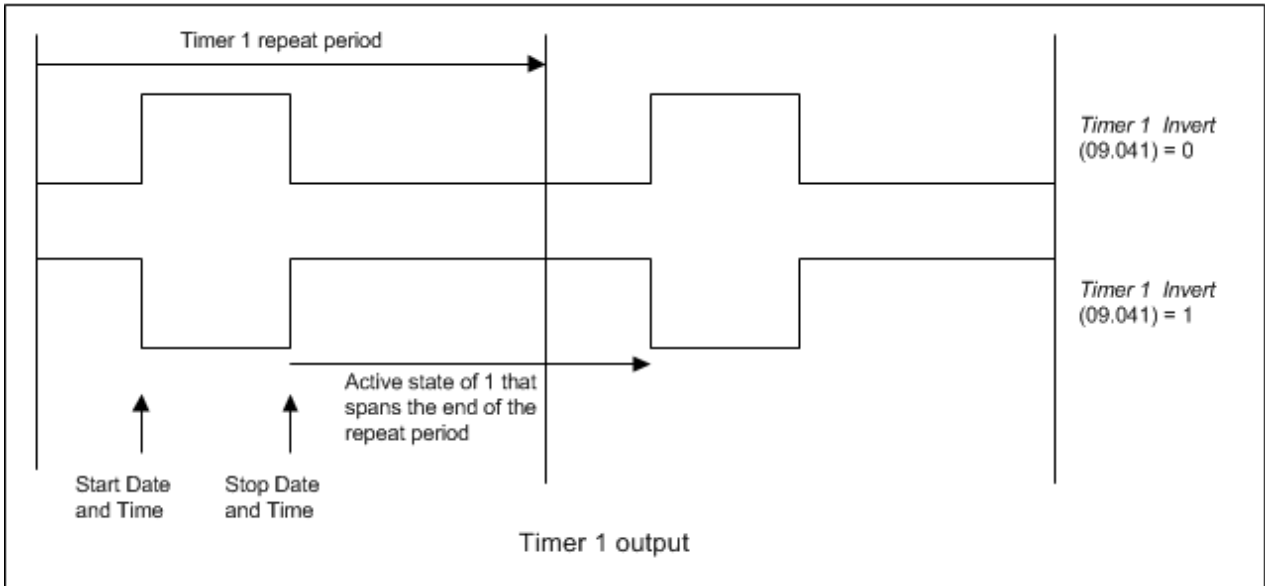 Timer 1 repeat period
Timer 1 Invert
(09.041) = 0
Timer 1 Invert
(09.041) = 1
Active state of 1 that
spans the end of the
repeat period
Start Date
and Time
Stop Date
and Time
Timer 1 output